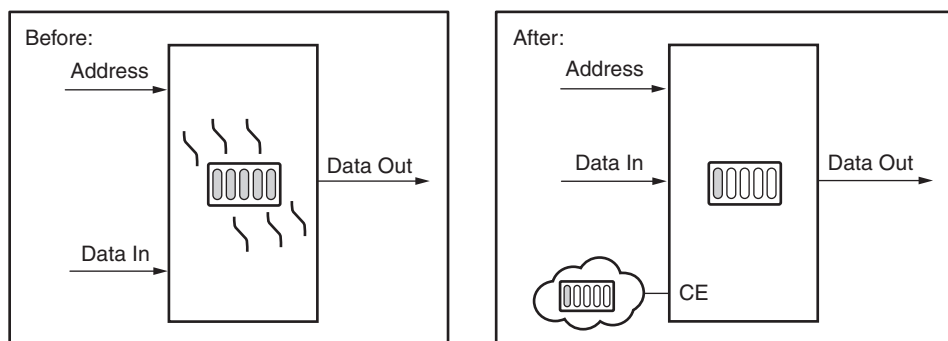 Before:
Address
Data Out
Data In
After:
Address
Data In
Data Out
CE